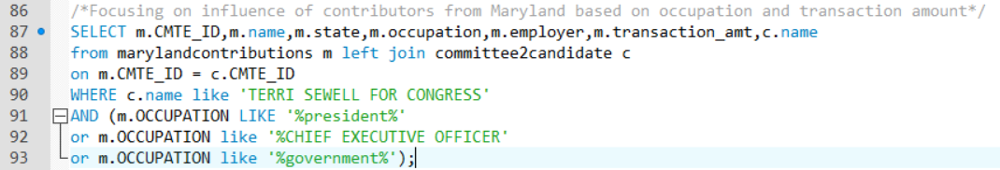 86 /*Focusing on influence of contributors from Maryland based on occupation and transaction amount*/
87 SELECT m.CMTE_ID,m.name,m.state,m.occupation,m.employer,m.transaction_amt,c.name
88 from marylandcontributions m left join committee2candidate c
89 on m.CMTE_ID = c.CMTE_ID
90 WHERE c.name like 'TERRI SEWELL FOR CONGRESS'
91 AND (m.OCCUPATION LIKE '%president%'
92 or m.OCCUPATION like '%CHIEF EXECUTIVE OFFICER'
93 or m.OCCUPATION like '%government%');